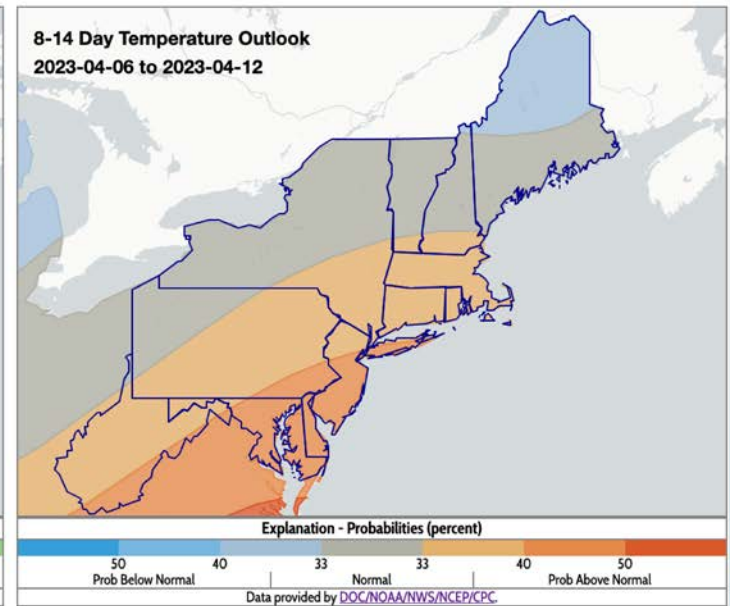 8-14 Day Temperature Outlook
2023-04-06 to 2023-04-12
Explanation - Probabilities (percent)
50 40 33 33 40 50
Prob Below Normal | Normal | Prob Above Normal
Data provided by DOC/NOAA/NWS/NCEP/CPC.